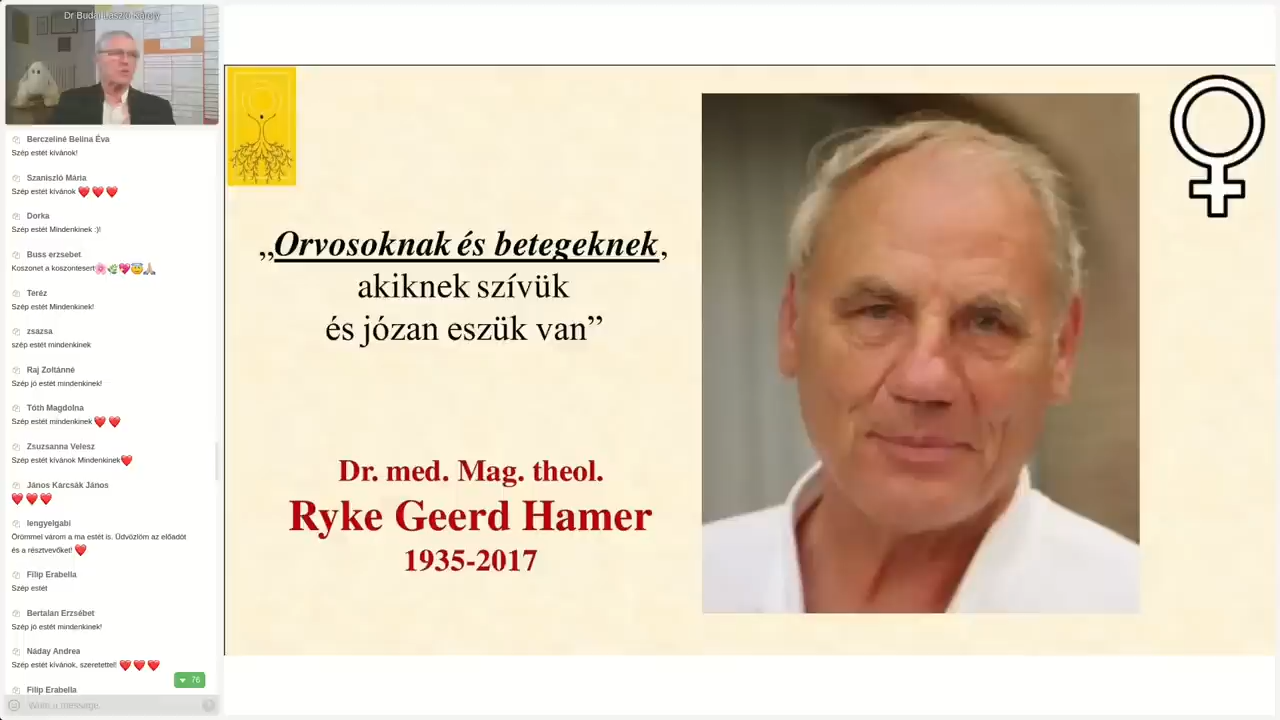 Dr Budai László Károly
Berczeliné Belina Éva
Szép estét kívánok!
Szaniszló Mária
Szép estét kívánok ❤️ ❤️ ❤️
Dorka
Szép estét Mindenkinek :)!
Buss erzsebet
Koszonet a koszontesert🌸🌿💖😇🙏
Teréz
Szép estét Mindenkinek!
zsazsa
szép estét mindenkinek
Raj Zoltánné
Szép jó estét mindenkinek!
Tóth Magdolna
Szép estét mindenkinek ❤️ ❤️
Zsuzsanna Velesz
Szép estét kívánok Mindenkinek❤️
János Karcsák János
❤️ ❤️ ❤️
lengyelgabi
Örömmel várom a ma estét is. Üdvözlöm az előadót
és a résztvevőket! ❤️
Filip Erabella
Szép estét
Bertalan Erzsébet
Szép jó estét mindenkinek!
Náday Andrea
Szép estét kívánok, szeretettel! ❤️ ❤️ ❤️
76
Filip Erabella
Write a message.
„Orvosoknak és betegeknek,
akiknek szívük
és józan eszük van”
Dr. med. Mag. theol.
Ryke Geerd Hamer
1935-2017